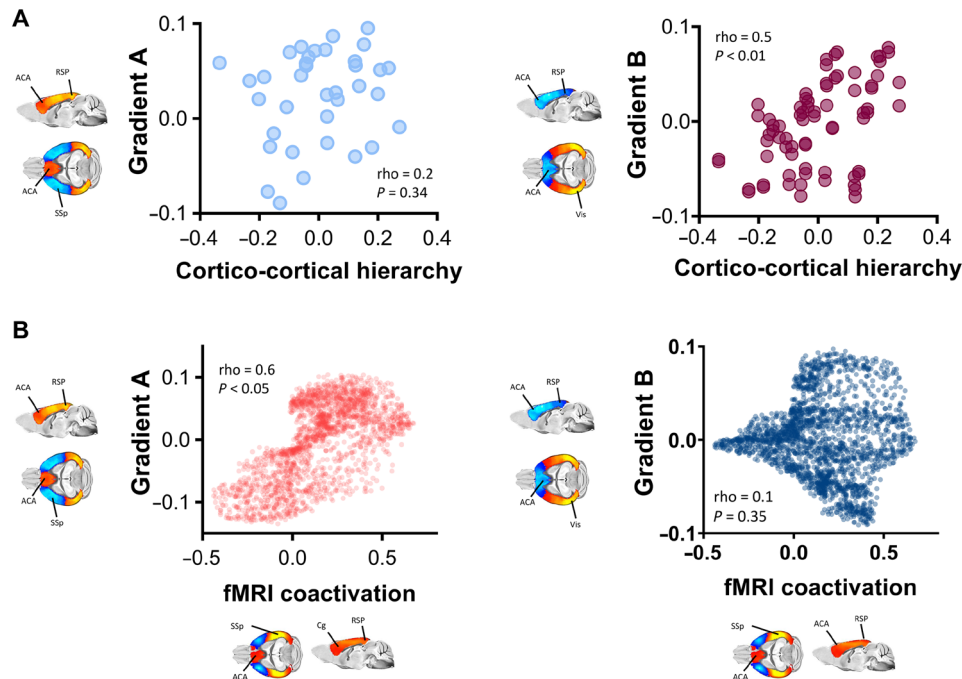 A
ACA
RSP
ACA
SSp
Gradient A
0.1
0.0
−0.1
−0.4
−0.2
0.0
0.2
0.4
rho = 0.2
P = 0.34
Cortico-cortical hierarchy
ACA
RSP
ACA
Vis
Gradient B
0.1
0.0
−0.1
−0.4
−0.2
0.0
0.2
0.4
rho = 0.5
P < 0.01
Cortico-cortical hierarchy
B
ACA
RSP
ACA
SSp
Gradient A
0.1
0.0
−0.1
−0.5
0.0
0.5
rho = 0.6
P < 0.05
fMRI coactivation
SSp
ACA
Cg
RSP
ACA
RSP
ACA
Vis
Gradient B
0.1
0.0
−0.1
−0.5
0.0
0.5
rho = 0.1
P = 0.35
fMRI coactivation
SSp
ACA
ACA
RSP